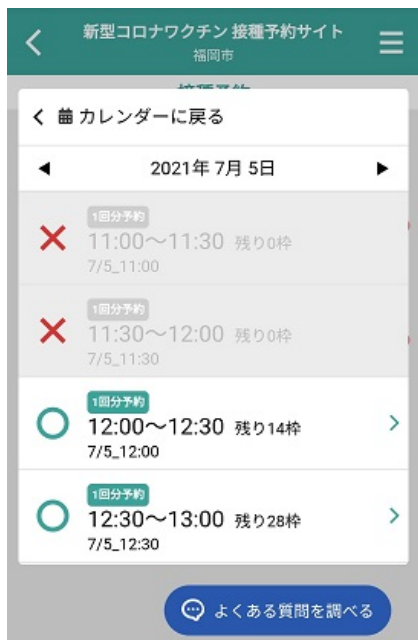 新型コロナワクチン 接種予約サイト
福岡市
カレンダーに戻る
2021年 7月 5日
1回分予約
11:00〜11:30 残り0枠
7/5_11:00
1回分予約
11:30〜12:00 残り0枠
7/5_11:30
1回分予約
12:00〜12:30 残り14枠
7/5_12:00
1回分予約
12:30〜13:00 残り28枠
7/5_12:30
よくある質問を調べる